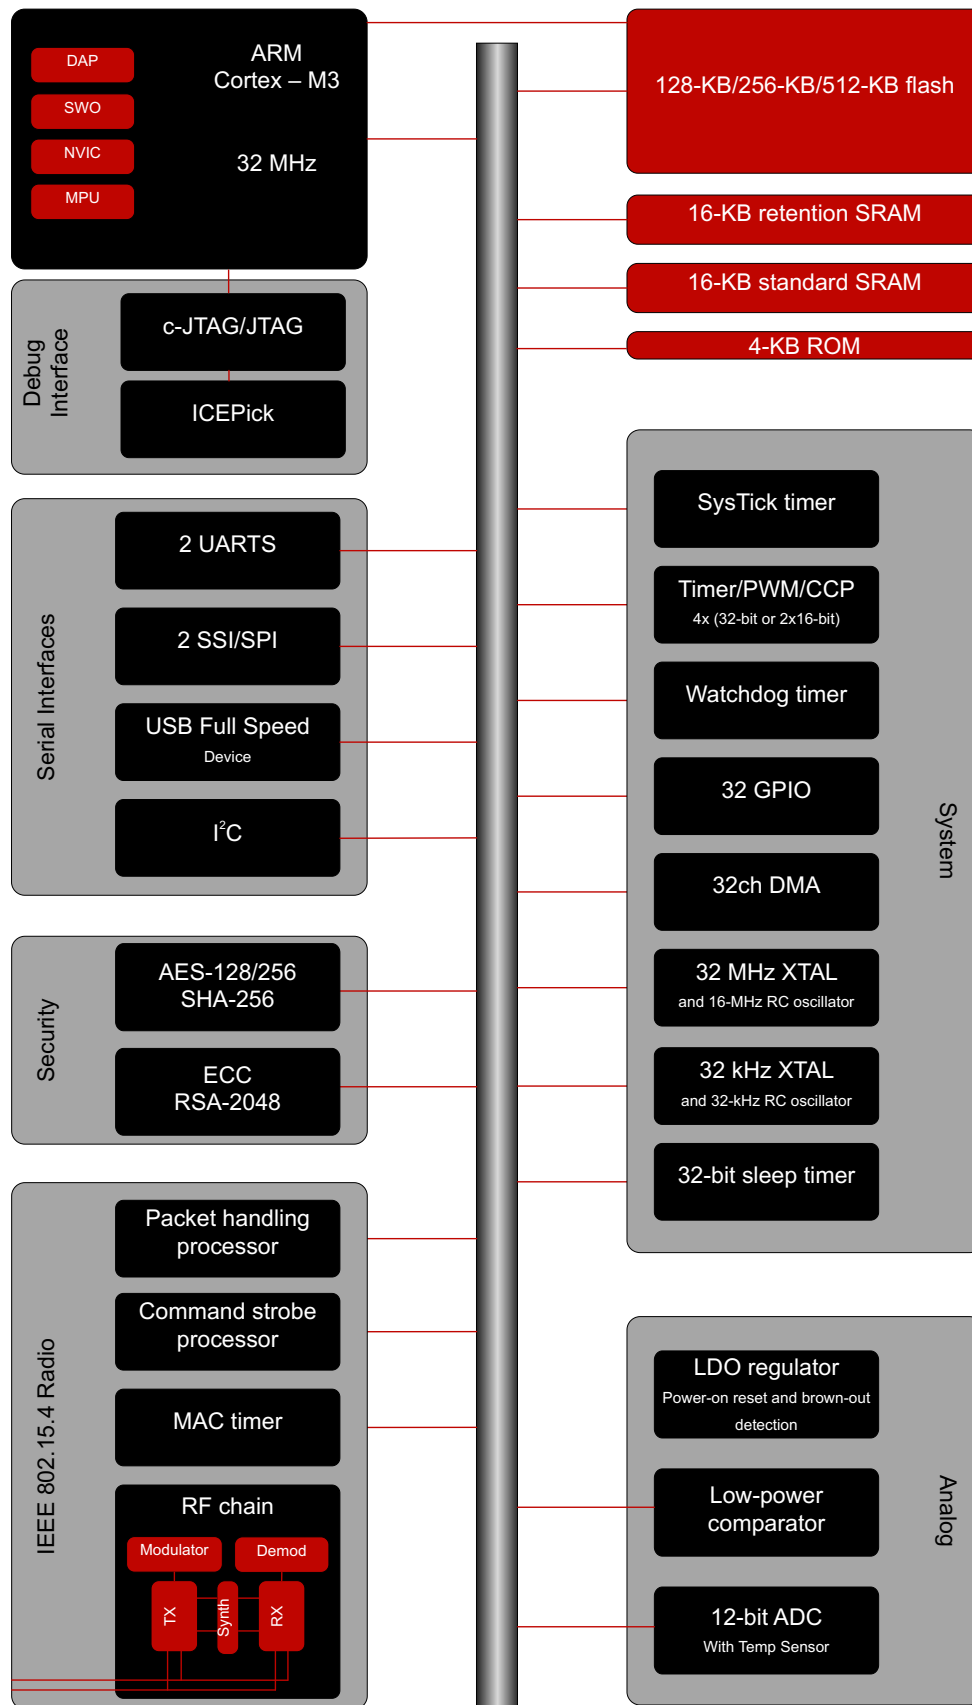 ARM
Cortex – M3
32 MHz
DAP
SWO
NVIC
MPU
128-KB/256-KB/512-KB flash
16-KB retention SRAM
16-KB standard SRAM
4-KB ROM
Debug
Interface
c-JTAG/JTAG
ICEPick
Serial Interfaces
2 UARTS
2 SSI/SPI
USB Full Speed
Device
I²C
Security
AES-128/256
SHA-256
ECC
RSA-2048
IEEE 802.15.4 Radio
Packet handling
processor
Command strobe
processor
MAC timer
RF chain
Modulator
Demod
TX
Synth
RX
System
SysTick timer
Timer/PWM/CCP
4x (32-bit or 2x16-bit)
Watchdog timer
32 GPIO
32ch DMA
32 MHz XTAL
and 16-MHz RC oscillator
32 kHz XTAL
and 32-kHz RC oscillator
32-bit sleep timer
Analog
LDO regulator
Power-on reset and brown-out
detection
Low-power
comparator
12-bit ADC
With Temp Sensor